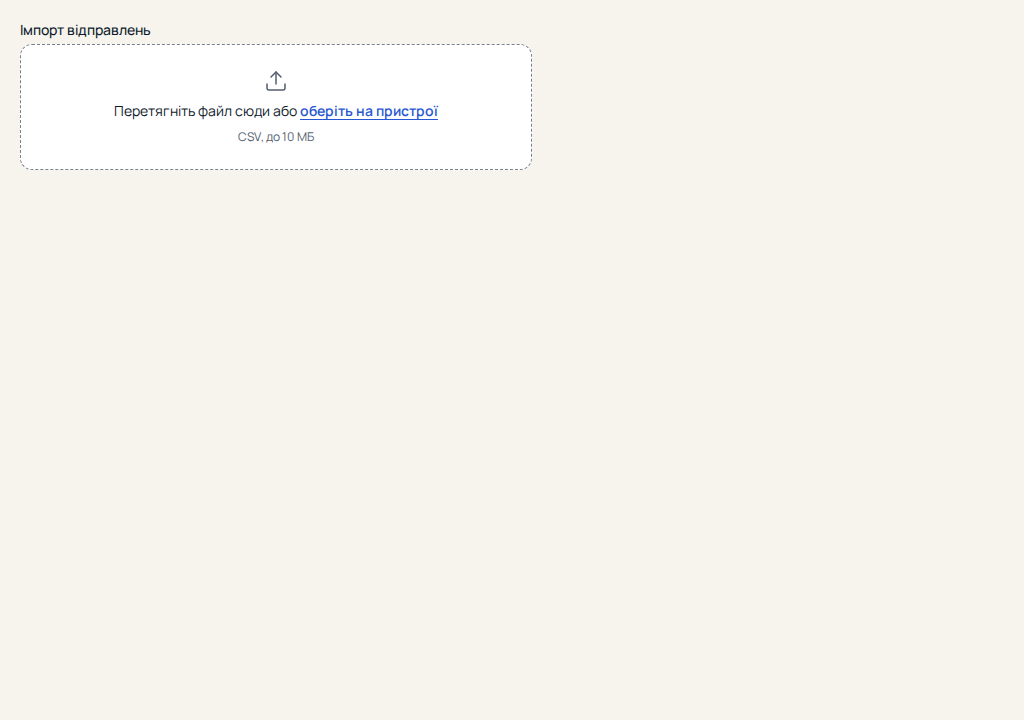 Імпорт відправлень
Перетягніть файл сюди або оберіть на пристрої
CSV, до 10 МБ